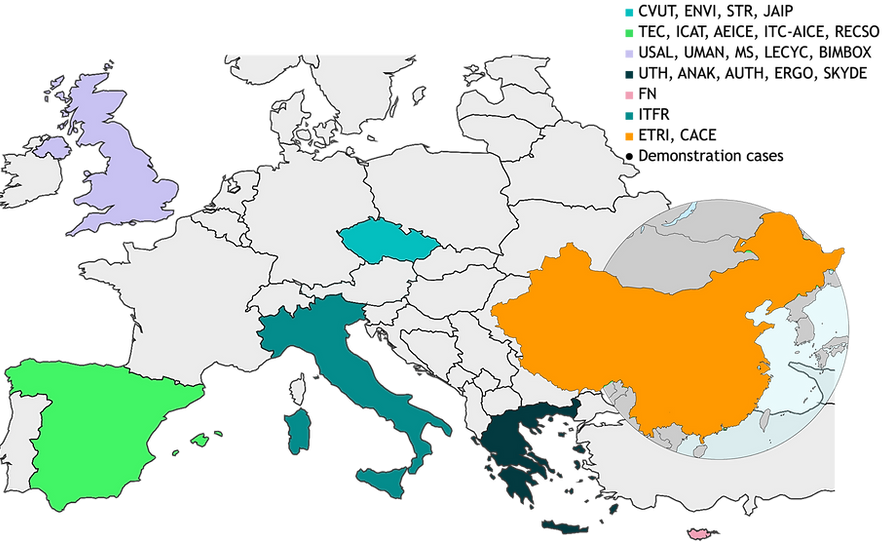 CVUT, ENVI, STR, JAIP
TEC, ICAT, AEICE, ITC-AICE, RECSO
USAL, UMAN, MS, LECYC, BIMBOX
UTH, ANAK, AUTH, ERGO, SKYDE
FN
ITFR
ETRI, CACE
Demonstration cases